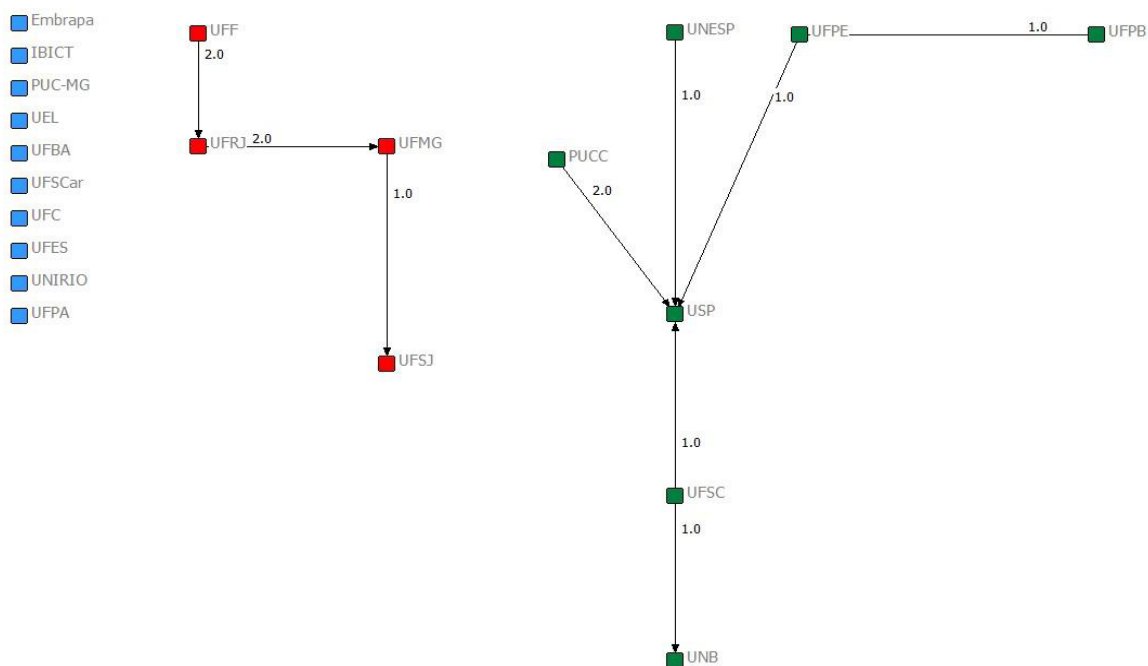 Embrapa
IBICT
PUC-MG
UEL
UFBA
UFSCar
UFC
UFES
UNIRIO
UFPA
UFF
2.0
UFRJ
2.0
UFMG
1.0
UFSJ
UNESP
1.0
UFPE
1.0
UFPB
1.0
PUCC
2.0
USP
1.0
UFSC
1.0
UNB